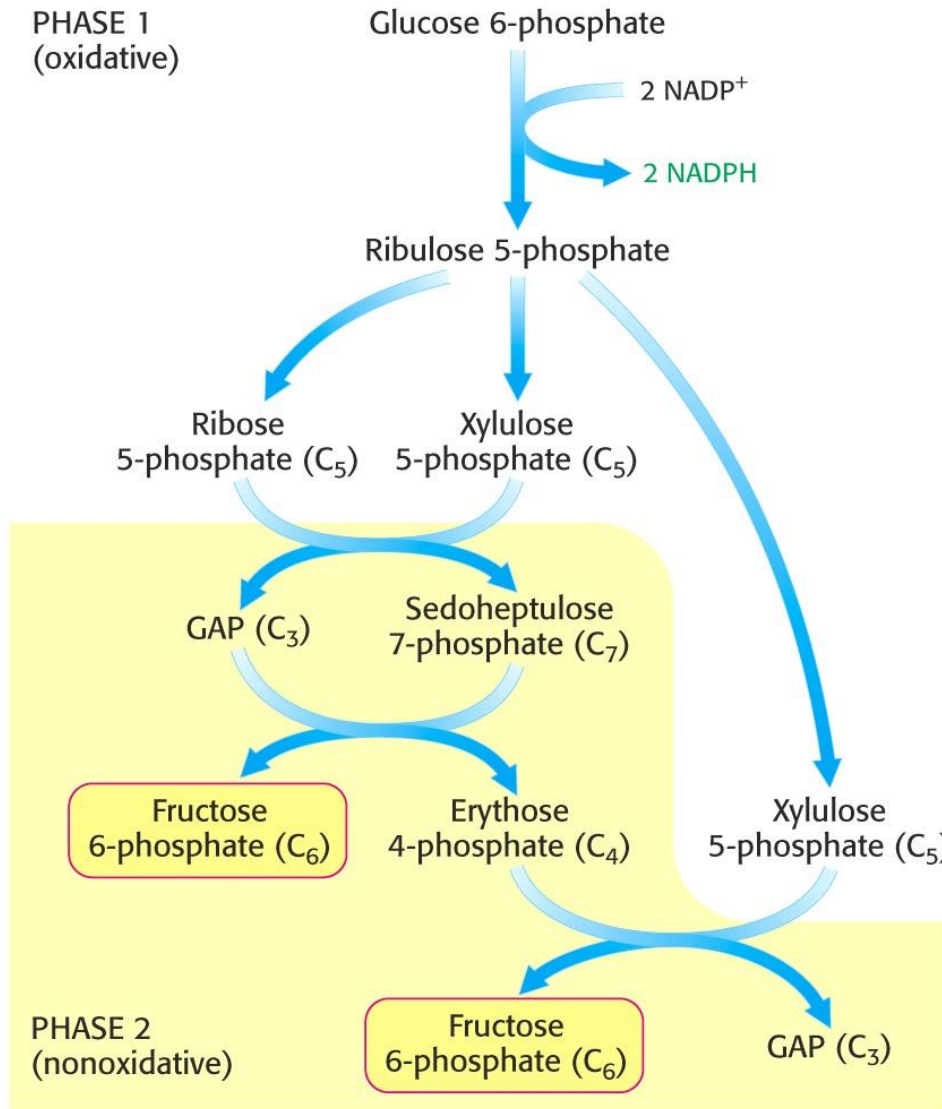 PHASE 1
(oxidative)
Glucose 6-phosphate
2 NADP⁺
2 NADPH
Ribulose 5-phosphate
Ribose
5-phosphate (C₅)
Xylulose
5-phosphate (C₅)
GAP (C₃)
Sedoheptulose
7-phosphate (C₇)
Fructose
6-phosphate (C₆)
Erythose
4-phosphate (C₄)
Xylulose
5-phosphate (C₅)
PHASE 2
(nonoxidative)
Fructose
6-phosphate (C₆)
GAP (C₃)